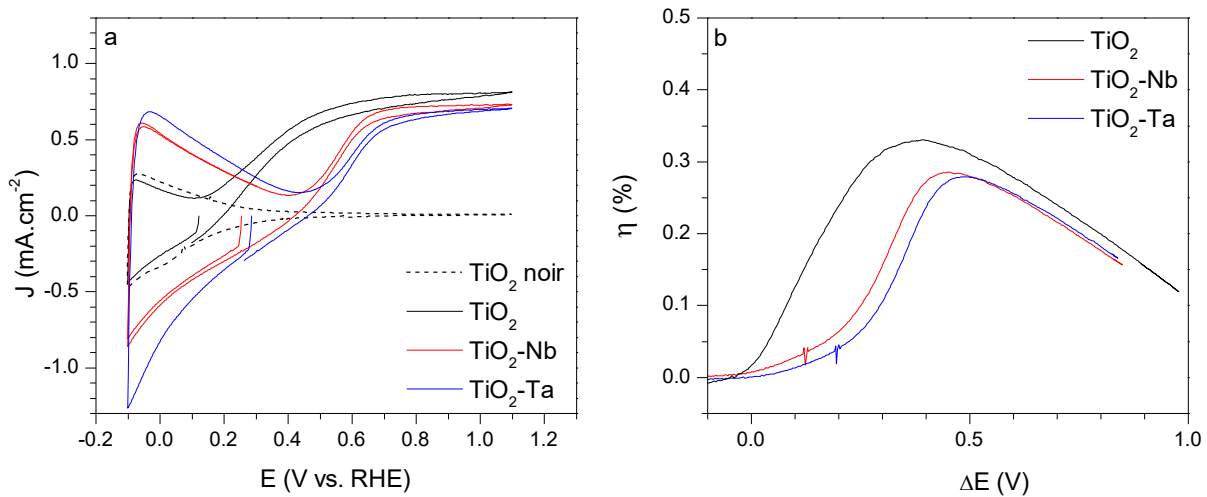 a
J (mA.cm-2)
1.0
0.5
0.0
-0.5
-1.0
-0.2
0.0
0.2
0.4
0.6
0.8
1.0
1.2
E (V vs. RHE)
TiO2 noir
TiO2
TiO2-Nb
TiO2-Ta
b
η (%)
0.5
0.4
0.3
0.2
0.1
0.0
0.0
0.5
1.0
ΔE (V)
TiO2
TiO2-Nb
TiO2-Ta